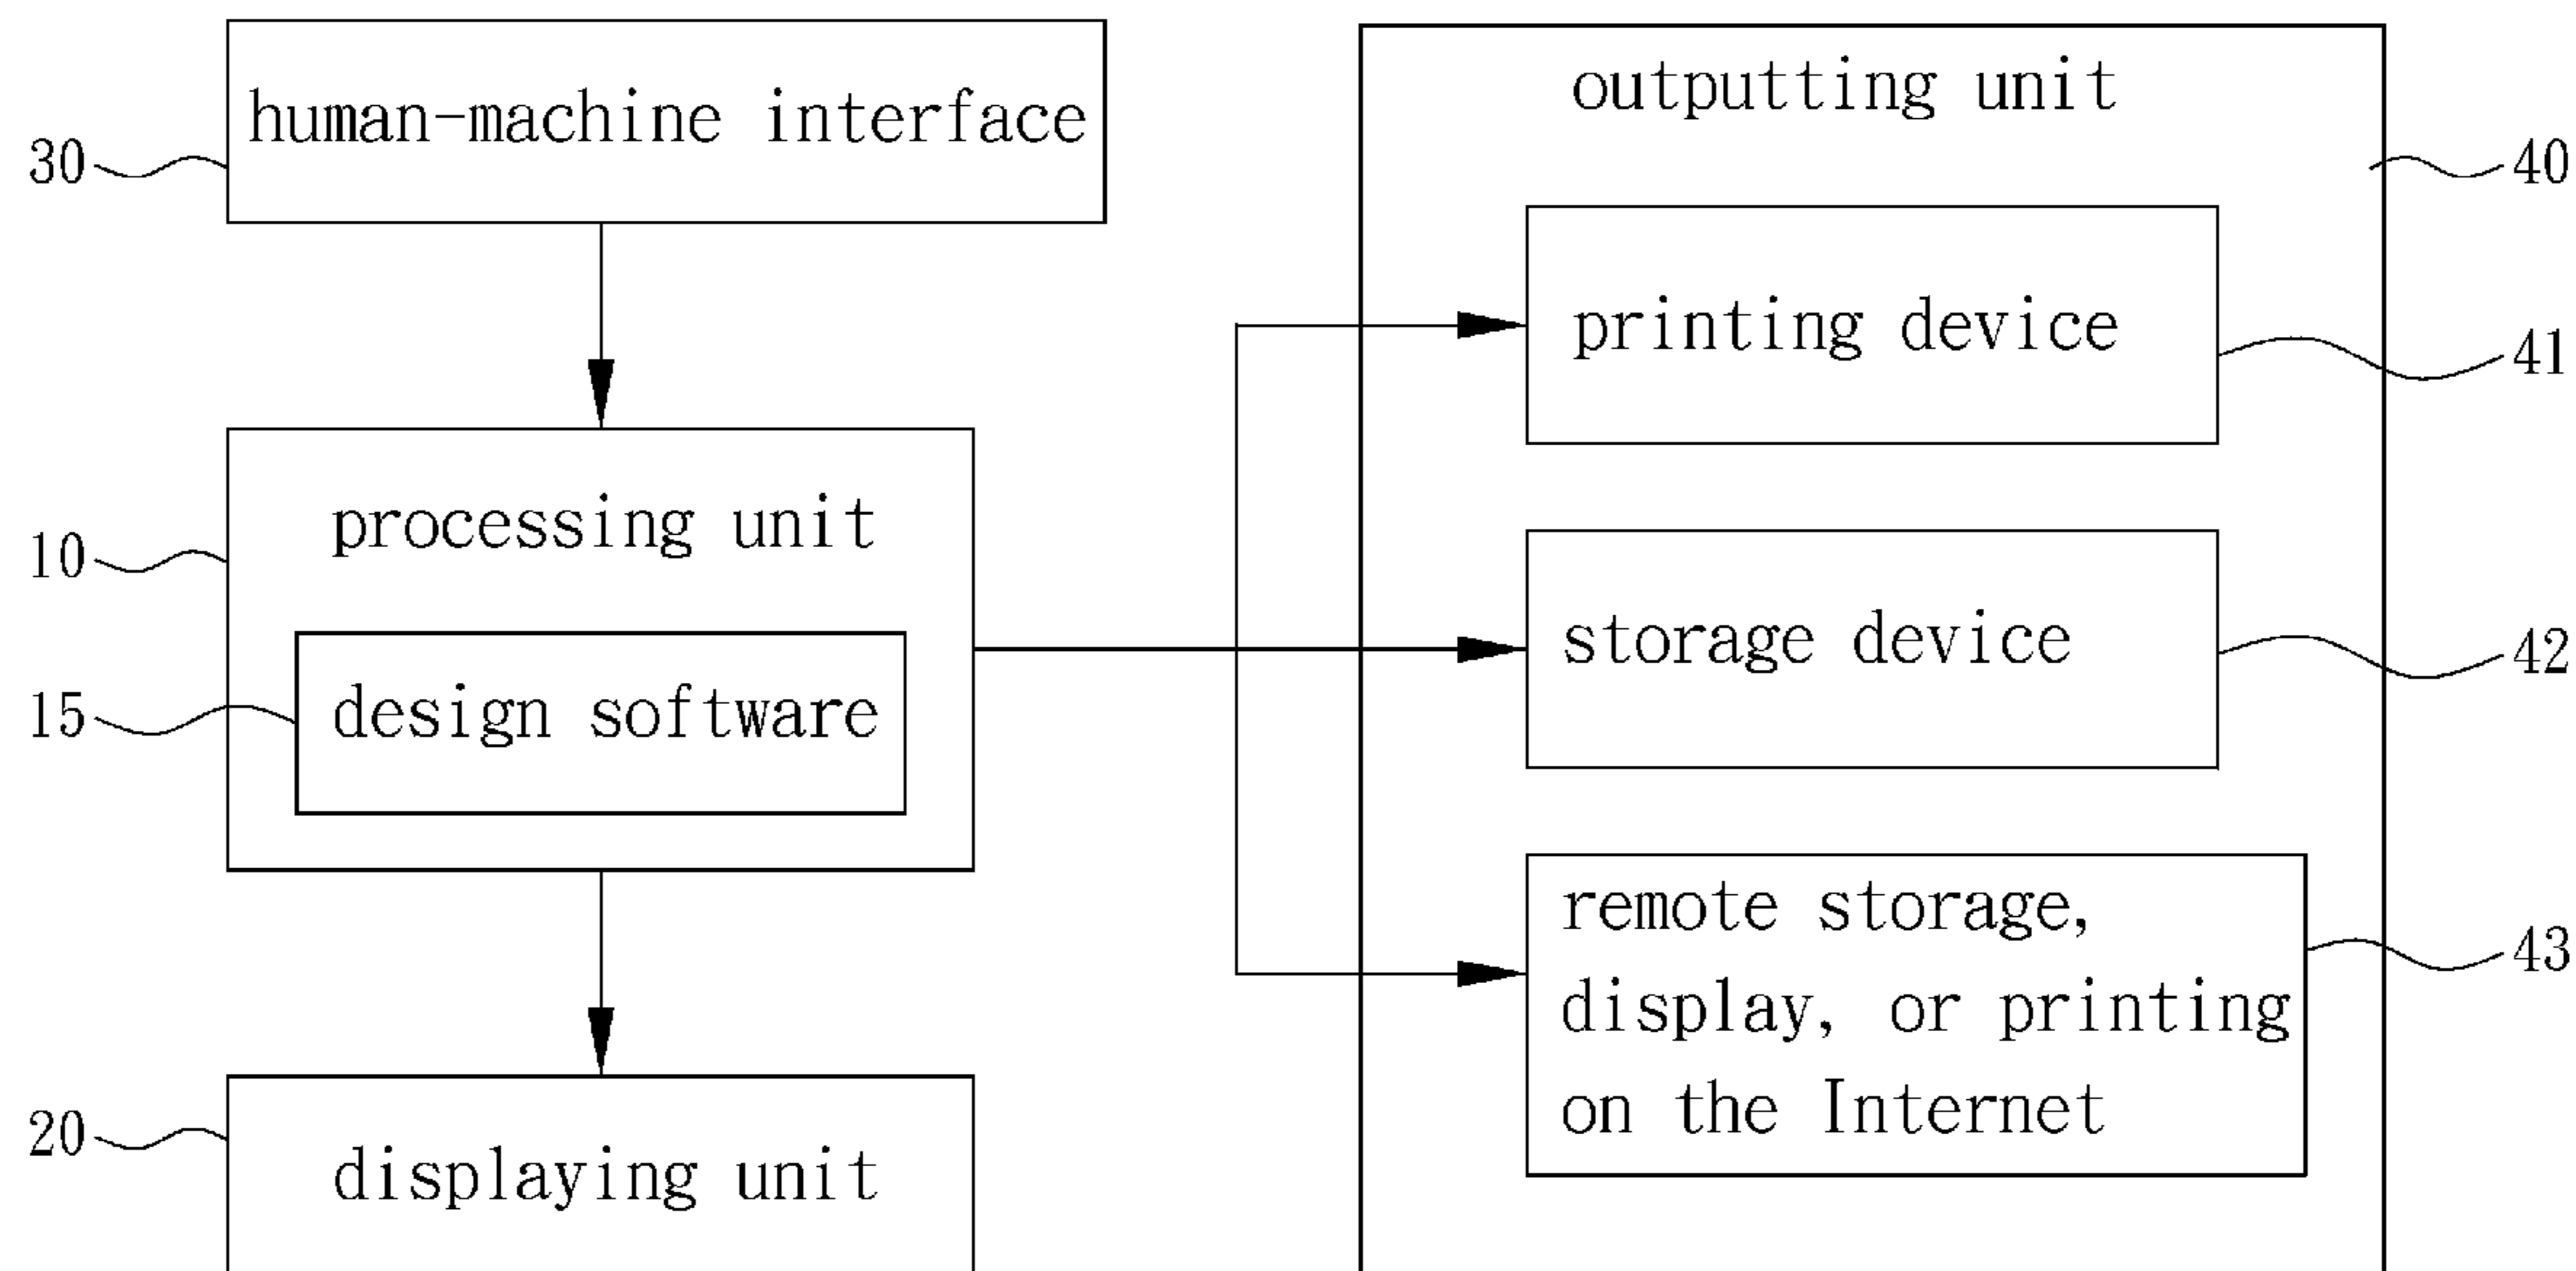 human-machine interface
30
processing unit
10
design software
15
displaying unit
20
outputting unit
40
printing device
41
storage device
42
remote storage,
display, or printing
on the Internet
43